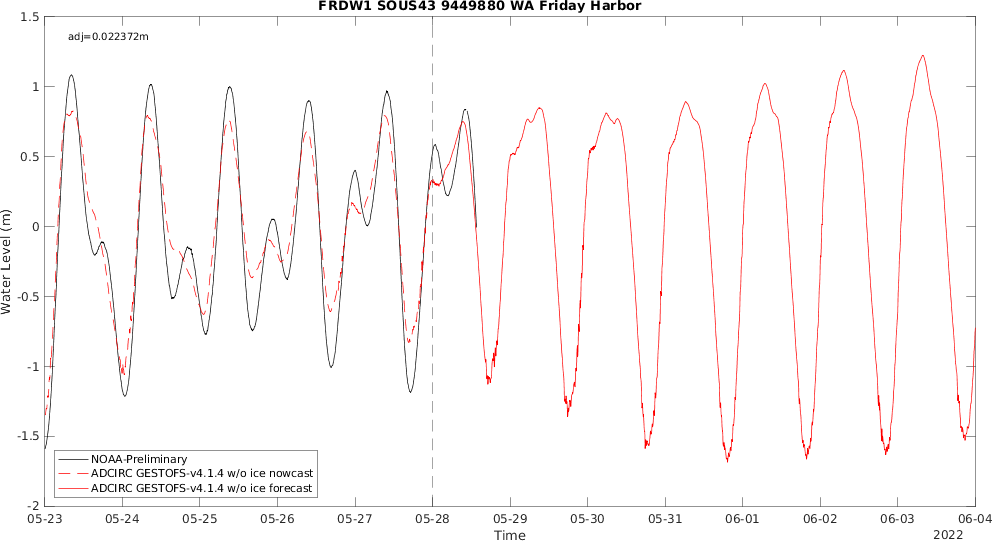 FRDW1 SOUS43 9449880 WA Friday Harbor
adj=0.022372m
1.5
1
0.5
0
-0.5
-1
-1.5
-2
Water Level (m)
NOAA-Preliminary
ADCIRC GESTOFS-v4.1.4 w/o ice nowcast
ADCIRC GESTOFS-v4.1.4 w/o ice forecast
05-23 05-24 05-25 05-26 05-27 05-28 05-29 05-30 05-31 06-01 06-02 06-03 06-04
Time
2022